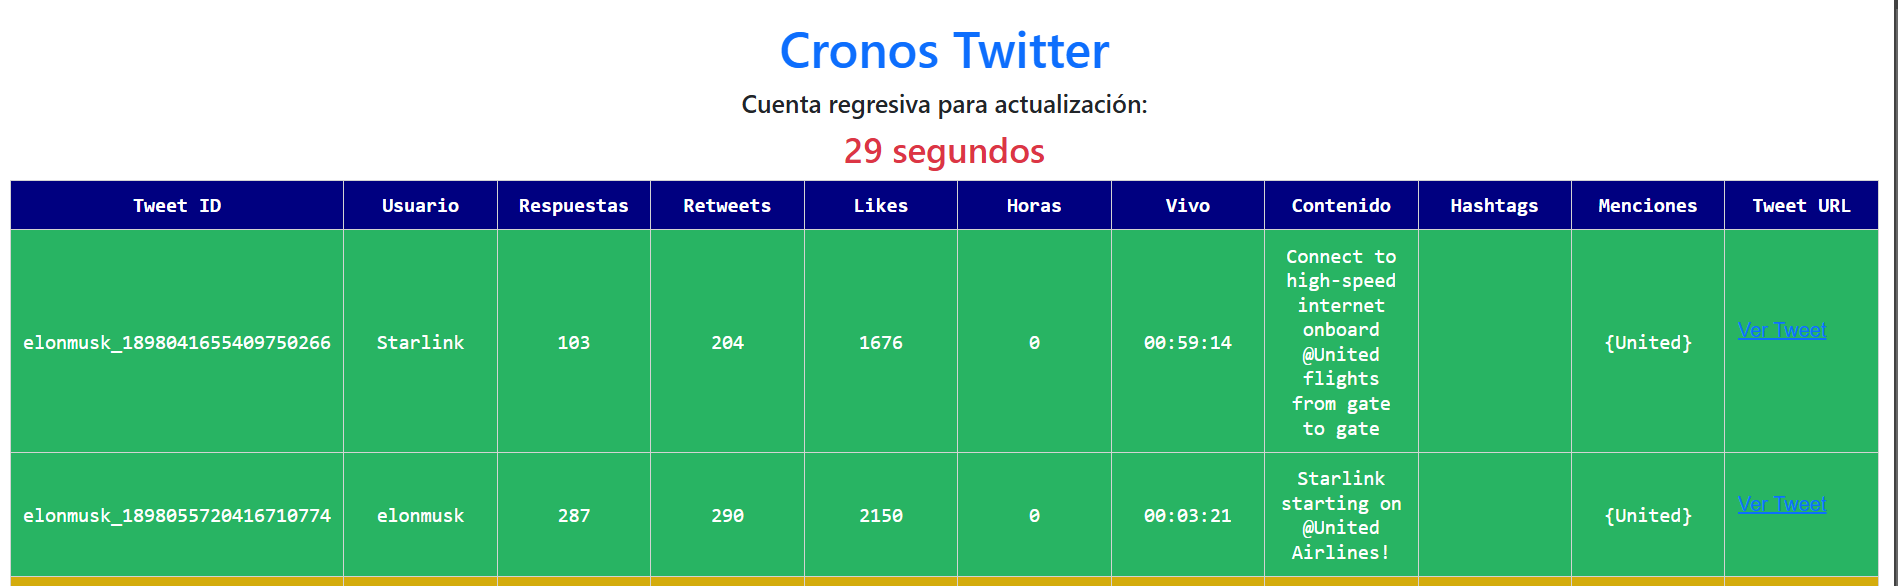 Cronos Twitter
Cuenta regresiva para actualización:
29 segundos
Tweet ID Usuario Respuestas Retweets Likes Horas Vivo Contenido Hashtags Menciones Tweet URL
elonmusk_1898041655409750266 Starlink 103 204 1676 0 00:59:14
Connect to
high-speed
internet
onboard
@United
flights
from gate
to gate
{United}
Ver Tweet
elonmusk_1898055720416710774 elonmusk 287 290 2150 0 00:03:21
Starlink
starting on
@United
Airlines!
{United}
Ver Tweet